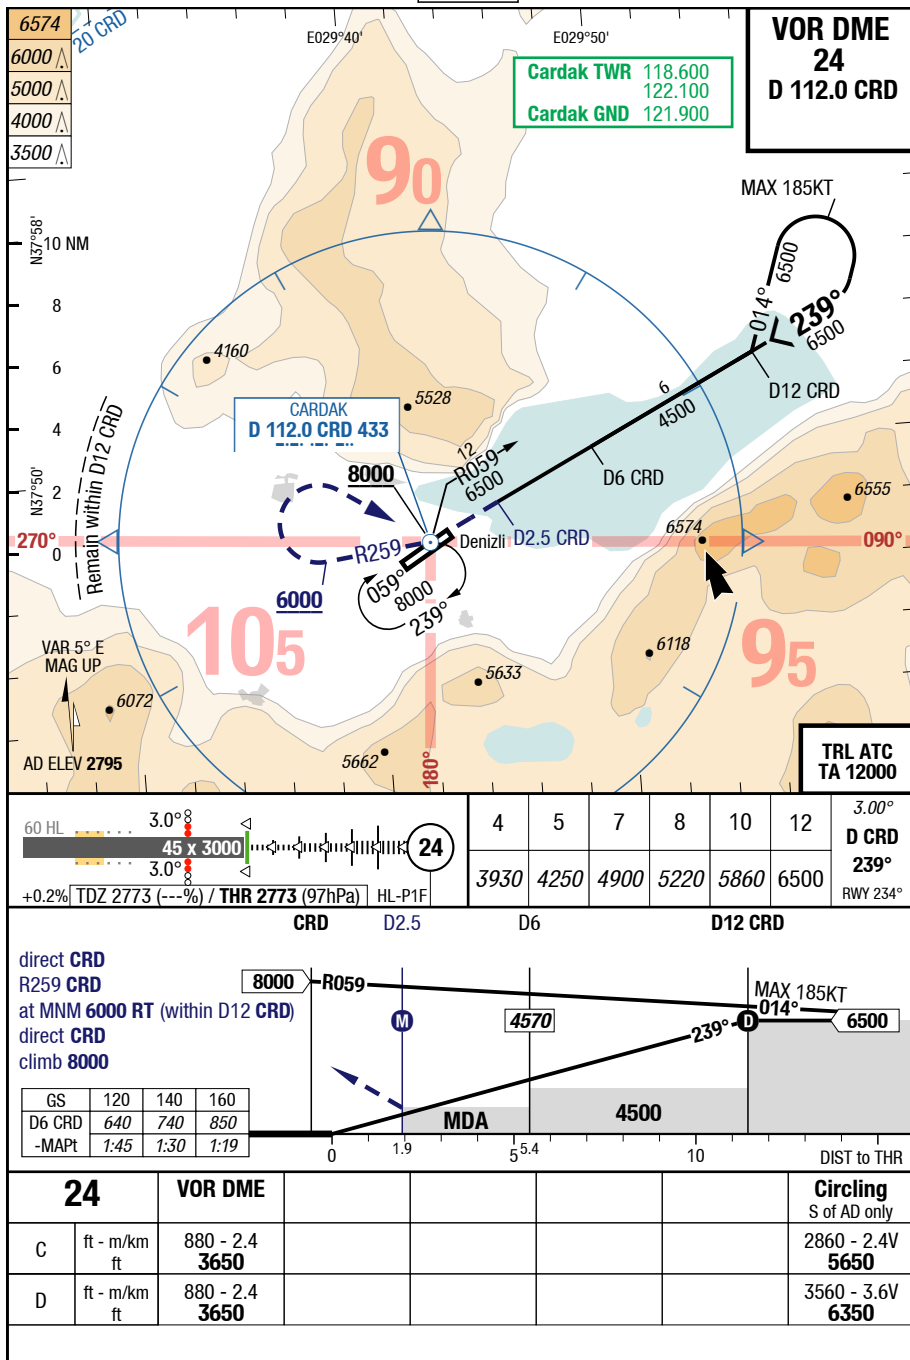 6574
6000
5000
4000
3500
20 CRD
E029°40'
E029°50'
Cardak TWR 118.600
122.100
Cardak GND 121.900
VOR DME
24
D 112.0 CRD
90
MAX 185KT
N37°58'
10 NM
8
6
4
2
0
N37°50'
014°
6500
239°
6500
D12 CRD
6
4500
D6 CRD
4160
5528
CARDAK
D 112.0 CRD 433
8000
12
R059
6500
Remain within D12 CRD
270°
R259
6000
Denizli
D2.5 CRD
6574
6555
090°
059°
8000
239°
105
95
6118
5633
VAR 5° E
MAG UP
6072
5662
180°
AD ELEV 2795
TRL ATC
TA 12000
60 HL
3.0°
45 x 3000
3.0°
24
+0.2% TDZ 2773 (---%) / THR 2773 (97hPa) HL-P1F
4 5 7 8 10 12
3930 4250 4900 5220 5860 6500
3.00°
D CRD
239°
RWY 234°
CRD D2.5 D6 D12 CRD
direct CRD
R259 CRD
at MNM 6000 RT (within D12 CRD)
direct CRD
climb 8000
8000
R059
MAX 185KT
014°
M
4570
239°
D
6500
MDA
4500
GS 120 140 160
D6 CRD 640 740 850
-MAPt 1:45 1:30 1:19
0 1.9 5 5.4 10 DIST to THR
24 VOR DME Circling
S of AD only
C ft - m/km 880 - 2.4 2860 - 2.4V
ft 3650 5650
D ft - m/km 880 - 2.4 3560 - 3.6V
ft 3650 6350